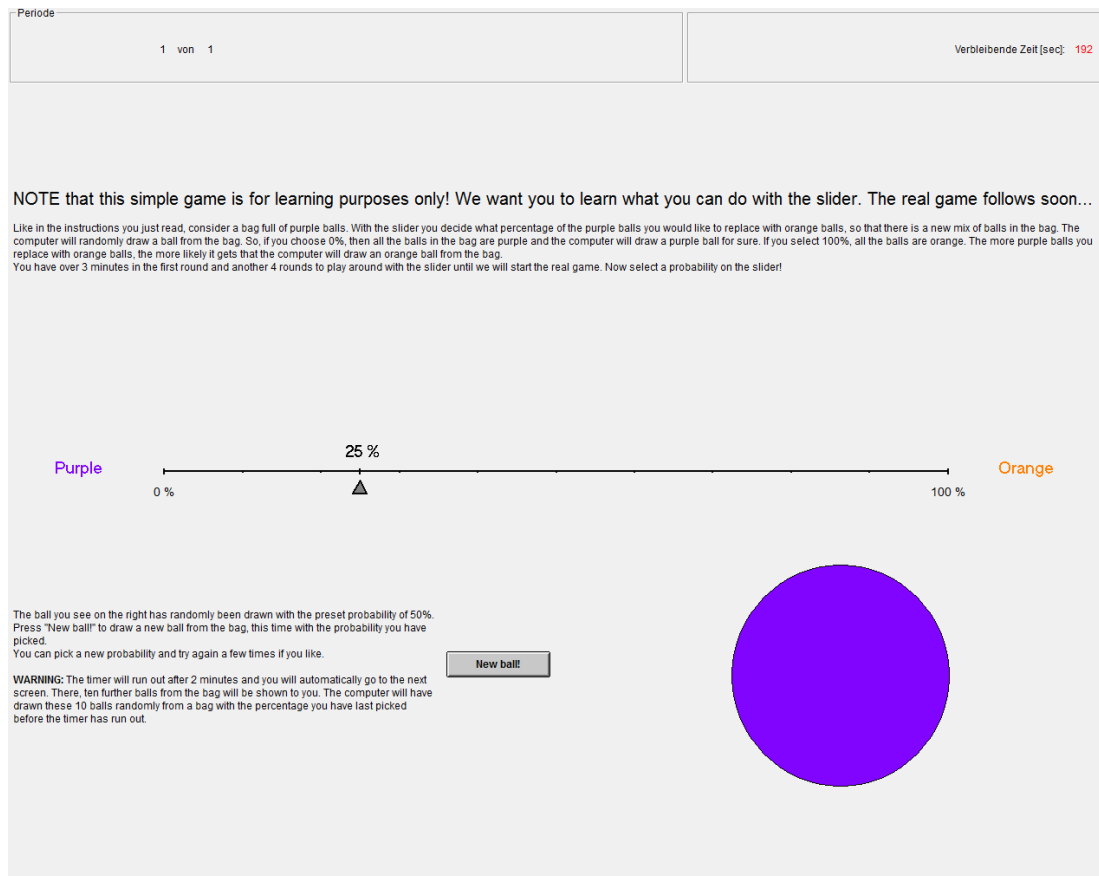 Periode
1 von 1
Verbleibende Zeit [sec]: 192
NOTE that this simple game is for learning purposes only! We want you to learn what you can do with the slider. The real game follows soon...
Like in the instructions you just read, consider a bag full of purple balls. With the slider you decide what percentage of the purple balls you would like to replace with orange balls, so that there is a new mix of balls in the bag. The
computer will randomly draw a ball from the bag. So, if you choose 0%, then all the balls in the bag are purple and the computer will draw a purple ball for sure. If you select 100%, all the balls are orange. The more purple balls you
replace with orange balls, the more likely it gets that the computer will draw an orange ball from the bag.
You have over 3 minutes in the first round and another 4 rounds to play around with the slider until we will start the real game. Now select a probability on the slider!
25 %
Purple
Orange
0 %
100 %
The ball you see on the right has randomly been drawn with the preset probability of 50%.
Press "New ball!" to draw a new ball from the bag, this time with the probability you have
picked.
You can pick a new probability and try again a few times if you like.
New ball!
WARNING: The timer will run out after 2 minutes and you will automatically go to the next
screen. There, ten further balls from the bag will be shown to you. The computer will have
drawn these 10 balls randomly from a bag with the percentage you have last picked
before the timer has run out.